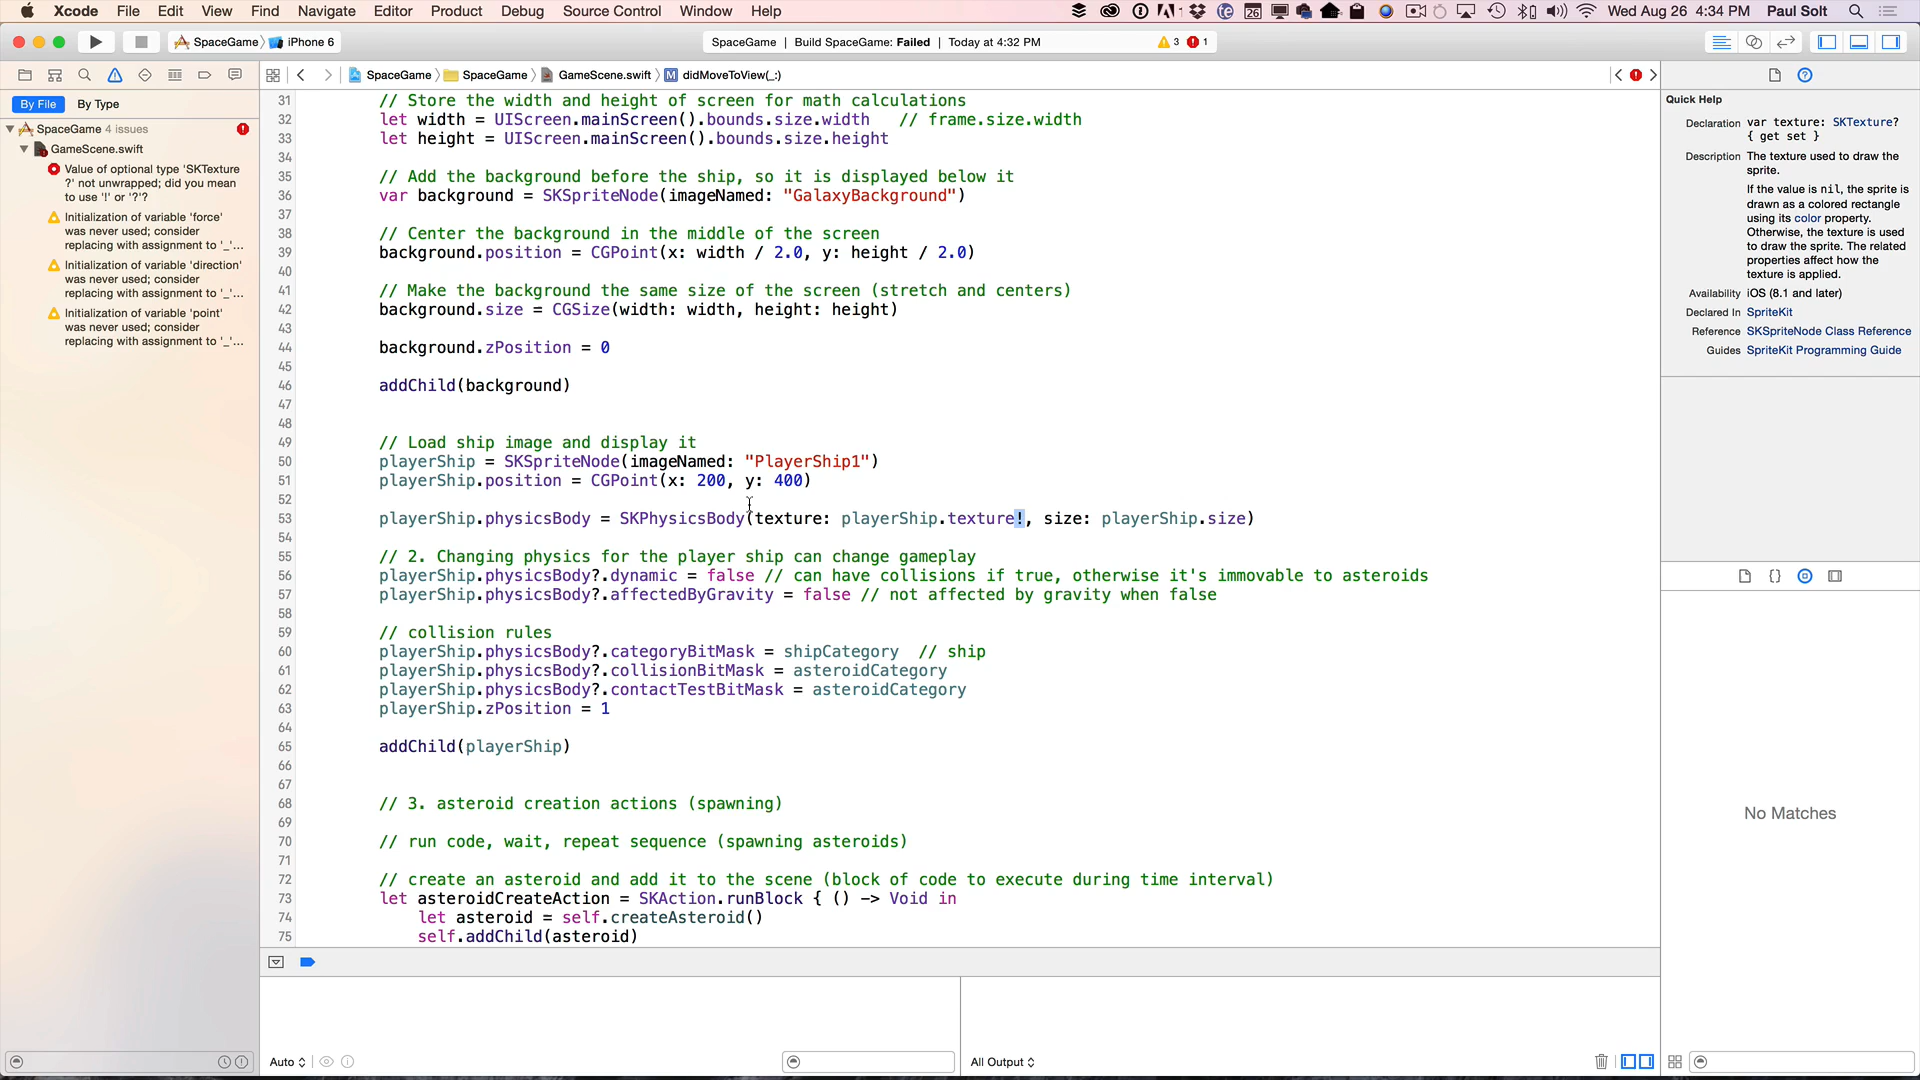 Xcode File Edit View Find Navigate Editor Product Debug Source Control Window Help
26 Wed Aug 26 4:34 PM Paul Solt
SpaceGame iPhone 6
SpaceGame | Build SpaceGame: Failed | Today at 4:32 PM 3 1
SpaceGame SpaceGame GameScene.swift M didMoveToView(_:)
By File By Type
SpaceGame 4 issues
GameScene.swift
Value of optional type 'SKTexture
?' not unwrapped; did you mean
to use '!' or '?'?
Initialization of variable 'force'
was never used; consider
replacing with assignment to '_'...
Initialization of variable 'direction'
was never used; consider
replacing with assignment to '_'...
Initialization of variable 'point'
was never used; consider
replacing with assignment to '_'...
31 // Store the width and height of screen for math calculations
32 let width = UIScreen.mainScreen().bounds.size.width // frame.size.width
33 let height = UIScreen.mainScreen().bounds.size.height
34
35 // Add the background before the ship, so it is displayed below it
36 var background = SKSpriteNode(imageNamed: "GalaxyBackground")
37
38 // Center the background in the middle of the screen
39 background.position = CGPoint(x: width / 2.0, y: height / 2.0)
40
41 // Make the background the same size of the screen (stretch and centers)
42 background.size = CGSize(width: width, height: height)
43
44 background.zPosition = 0
45
46 addChild(background)
47
48
49 // Load ship image and display it
50 playerShip = SKSpriteNode(imageNamed: "PlayerShip1")
51 playerShip.position = CGPoint(x: 200, y: 400)
52
53 playerShip.physicsBody = SKPhysicsBody(texture: playerShip.texture!, size: playerShip.size)
54
55 // 2. Changing physics for the player ship can change gameplay
56 playerShip.physicsBody?.dynamic = false // can have collisions if true, otherwise it's immovable to asteroids
57 playerShip.physicsBody?.affectedByGravity = false // not affected by gravity when false
58
59 // collision rules
60 playerShip.physicsBody?.categoryBitMask = shipCategory // ship
61 playerShip.physicsBody?.collisionBitMask = asteroidCategory
62 playerShip.physicsBody?.contactTestBitMask = asteroidCategory
63 playerShip.zPosition = 1
64
65 addChild(playerShip)
66
67
68 // 3. asteroid creation actions (spawning)
69
70 // run code, wait, repeat sequence (spawning asteroids)
71
72 // create an asteroid and add it to the scene (block of code to execute during time interval)
73 let asteroidCreateAction = SKAction.runBlock { () -> Void in
74 let asteroid = self.createAsteroid()
75 self.addChild(asteroid)
Auto
All Output
Quick Help
Declaration var texture: SKTexture?
{ get set }
Description The texture used to draw the
sprite.
If the value is nil, the sprite is
drawn as a colored rectangle
using its color property.
Otherwise, the texture is used
to draw the sprite. The related
properties affect how the
texture is applied.
Availability iOS (8.1 and later)
Declared In SpriteKit
Reference SKSpriteNode Class Reference
Guides SpriteKit Programming Guide
No Matches